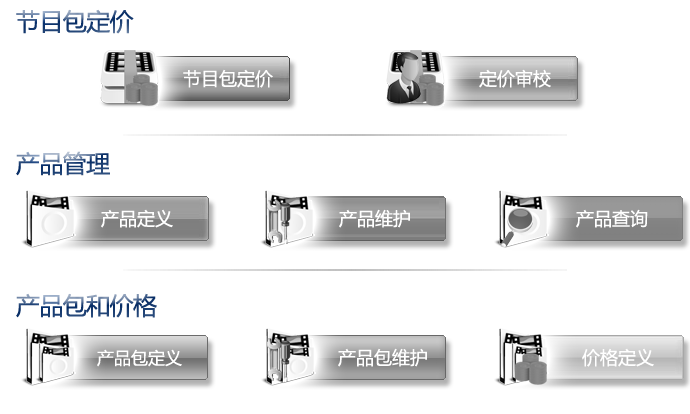 节目包定价
节目包定价
定价审校
产品管理
产品定义
产品维护
产品查询
产品包和价格
产品包定义
产品包维护
价格定义